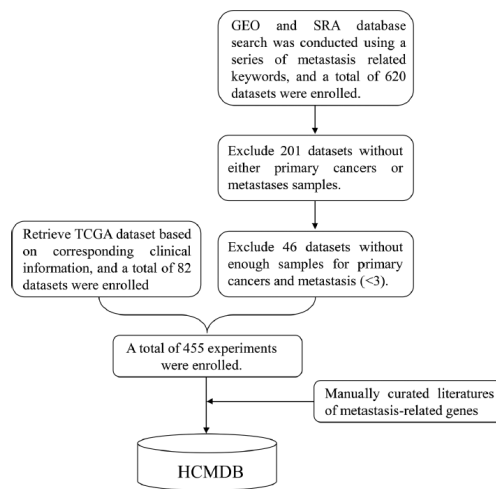 GEO and SRA database
search was conducted using a
series of metastasis related
keywords, and a total of 620
datasets were enrolled.
Exclude 201 datasets without
either primary cancers or
metastases samples.
Retrieve TCGA dataset based
on corresponding clinical
information, and a total of 82
datasets were enrolled
Exclude 46 datasets without
enough samples for primary
cancers and metastasis (<3).
A total of 455 experiments
were enrolled.
Manually curated literatures
of metastasis-related genes
HCMDB